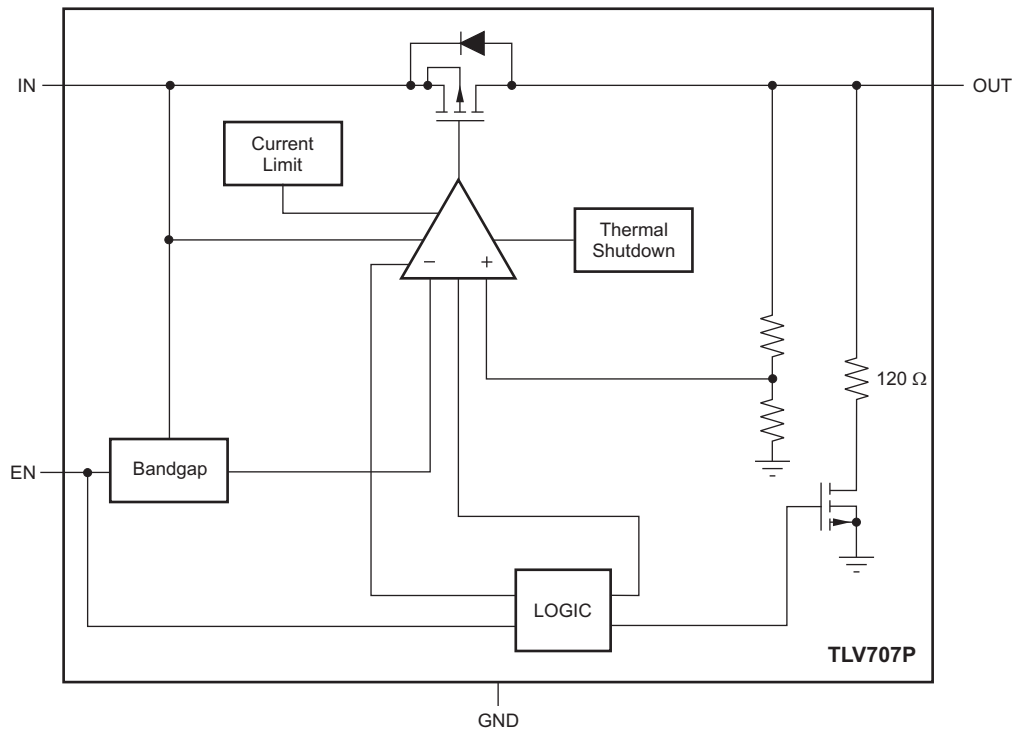 IN
OUT
Current
Limit
Thermal
Shutdown
−
+
120 Ω
EN
Bandgap
LOGIC
TLV707P
GND